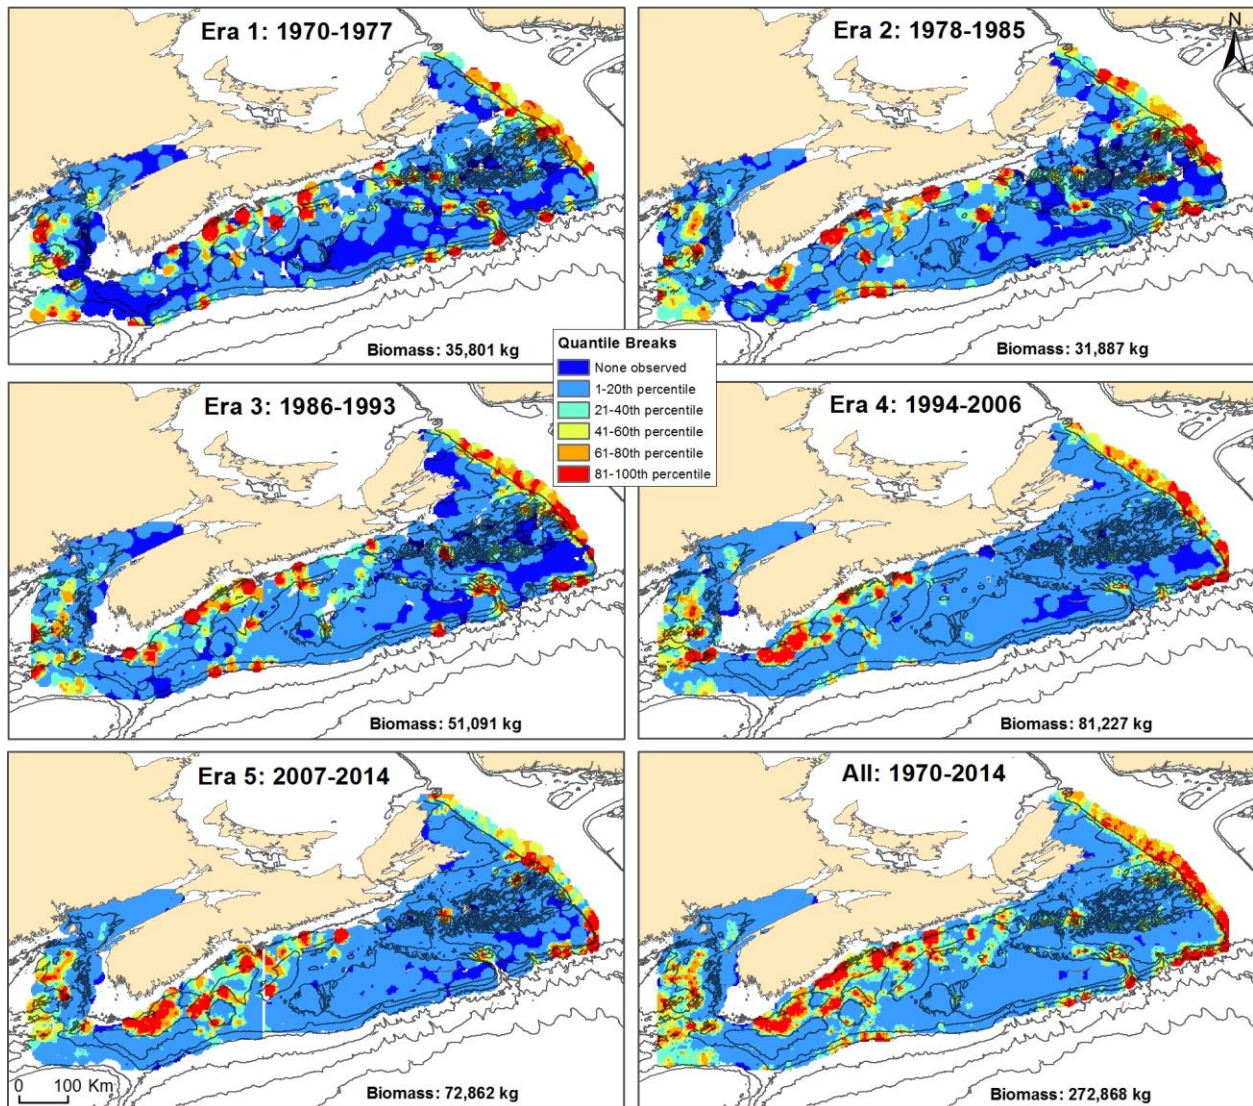 Era 1: 1970-1977
Biomass: 35,801 kg
Era 2: 1978-1985
N
Biomass: 31,887 kg
Quantile Breaks
None observed
1-20th percentile
21-40th percentile
41-60th percentile
61-80th percentile
81-100th percentile
Era 3: 1986-1993
Biomass: 51,091 kg
Era 4: 1994-2006
Biomass: 81,227 kg
Era 5: 2007-2014
0 100 Km
Biomass: 72,862 kg
All: 1970-2014
Biomass: 272,868 kg